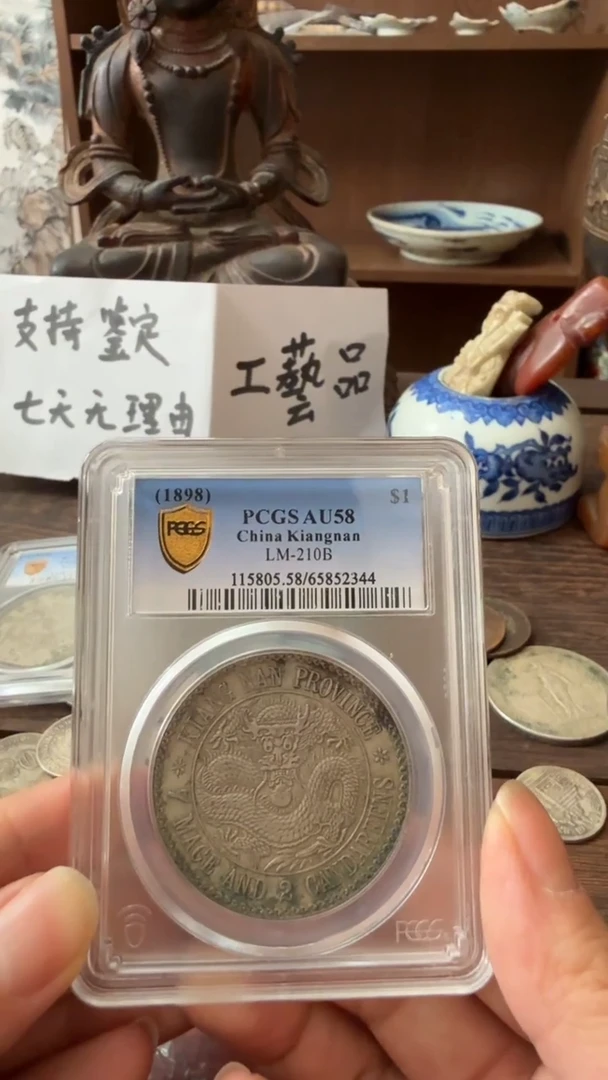 支持鉴定
七天无理由
工藝品
(1898)
$1
PCGS
PCGS AU58
China Kiangnan
LM-210B
115805.58/65852344
KIANG NAN PROVINCE
7 MACE AND 2 CANDAREENS
PCGS